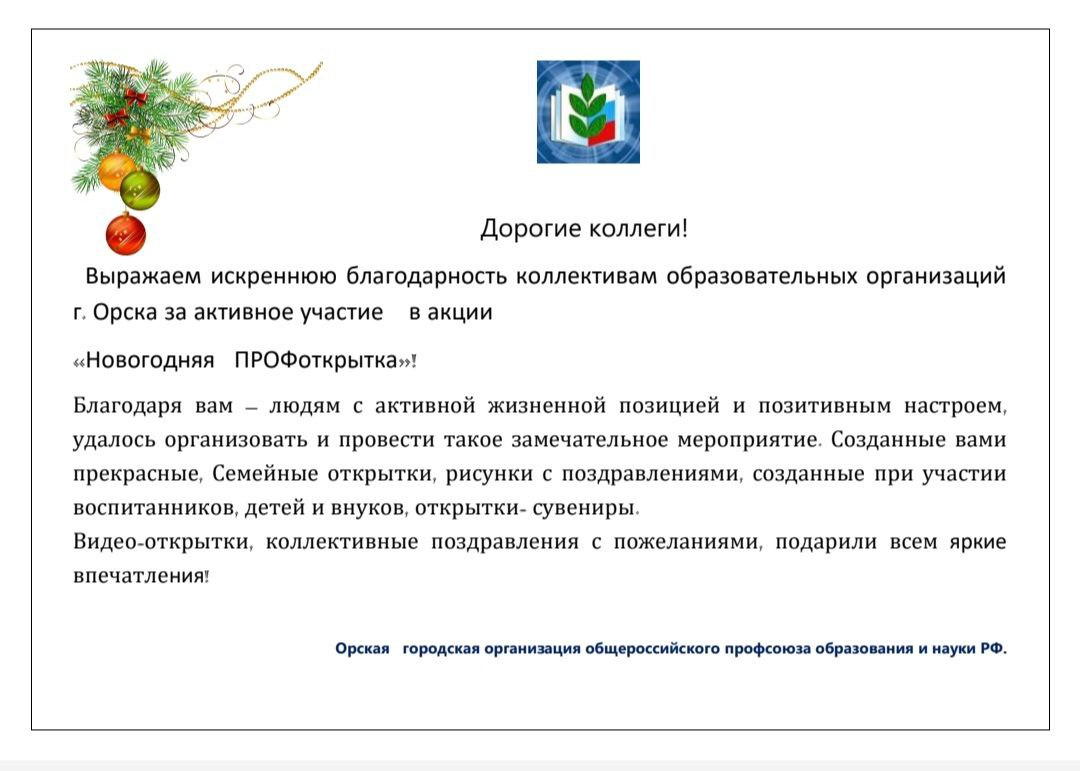 Дорогие коллеги!
Выражаем искреннюю благодарность коллективам образовательных организаций
г. Орска за активное участие в акции
«Новогодняя ПРОФоткрытка»!
Благодаря вам – людям с активной жизненной позицией и позитивным настроем,
удалось организовать и провести такое замечательное мероприятие. Созданные вами
прекрасные, Семейные открытки, рисунки с поздравлениями, созданные при участии
воспитанников, детей и внуков, открытки- сувениры.
Видео-открытки, коллективные поздравления с пожеланиями, подарили всем яркие
впечатления!
Орская городская организация общероссийского профсоюза образования и науки РФ.